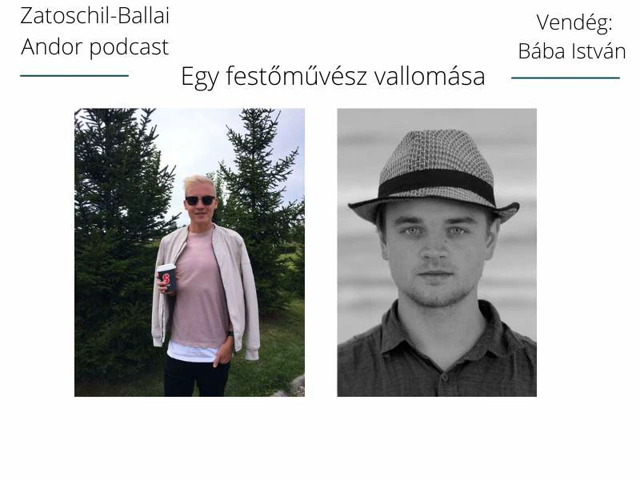 Zatoschil-Ballai
Andor podcast
Vendég:
Bába István
Egy festőművész vallomása